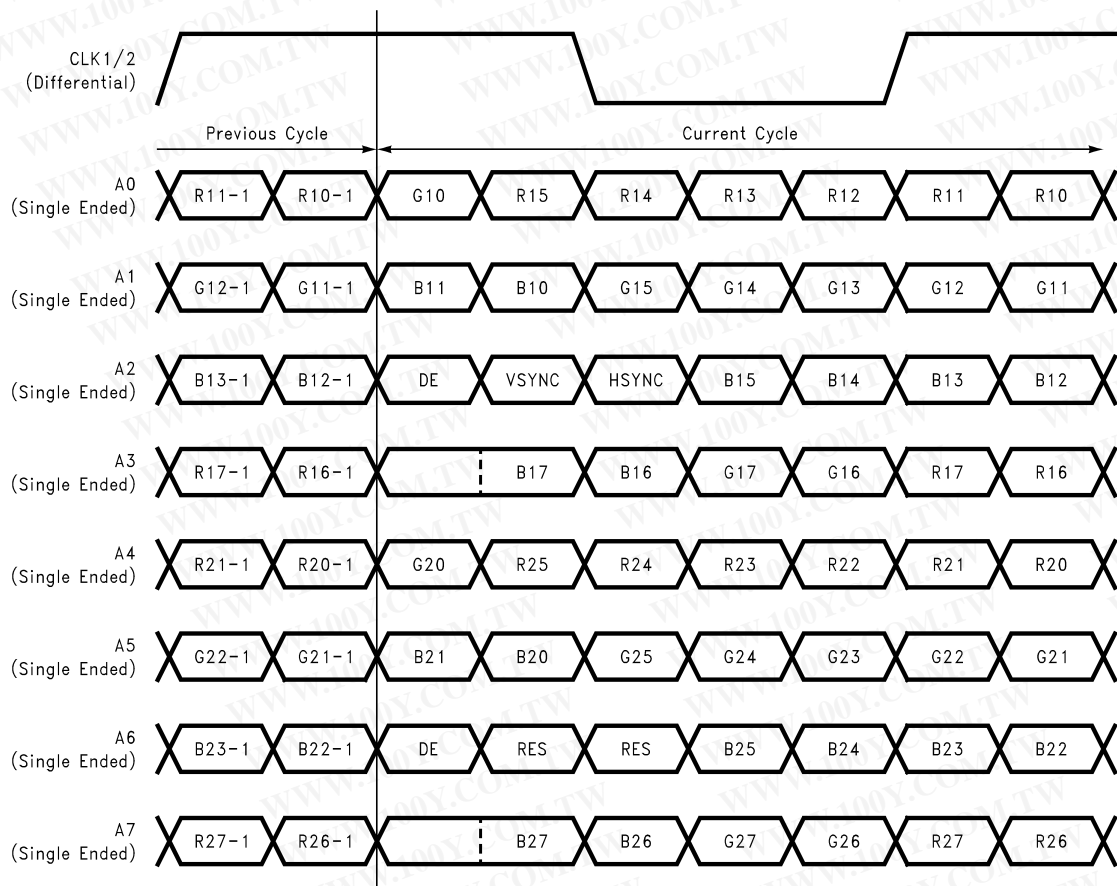 CLK1/2
(Differential)
Previous Cycle
Current Cycle
A0
(Single Ended)
R11-1 R10-1 G10 R15 R14 R13 R12 R11 R10
A1
(Single Ended)
G12-1 G11-1 B11 B10 G15 G14 G13 G12 G11
A2
(Single Ended)
B13-1 B12-1 DE VSYNC HSYNC B15 B14 B13 B12
A3
(Single Ended)
R17-1 R16-1 B17 B16 G17 G16 R17 R16
A4
(Single Ended)
R21-1 R20-1 G20 R25 R24 R23 R22 R21 R20
A5
(Single Ended)
G22-1 G21-1 B21 B20 G25 G24 G23 G22 G21
A6
(Single Ended)
B23-1 B22-1 DE RES RES B25 B24 B23 B22
A7
(Single Ended)
R27-1 R26-1 B27 B26 G27 G26 R27 R26
WWW.100Y.COM.TW